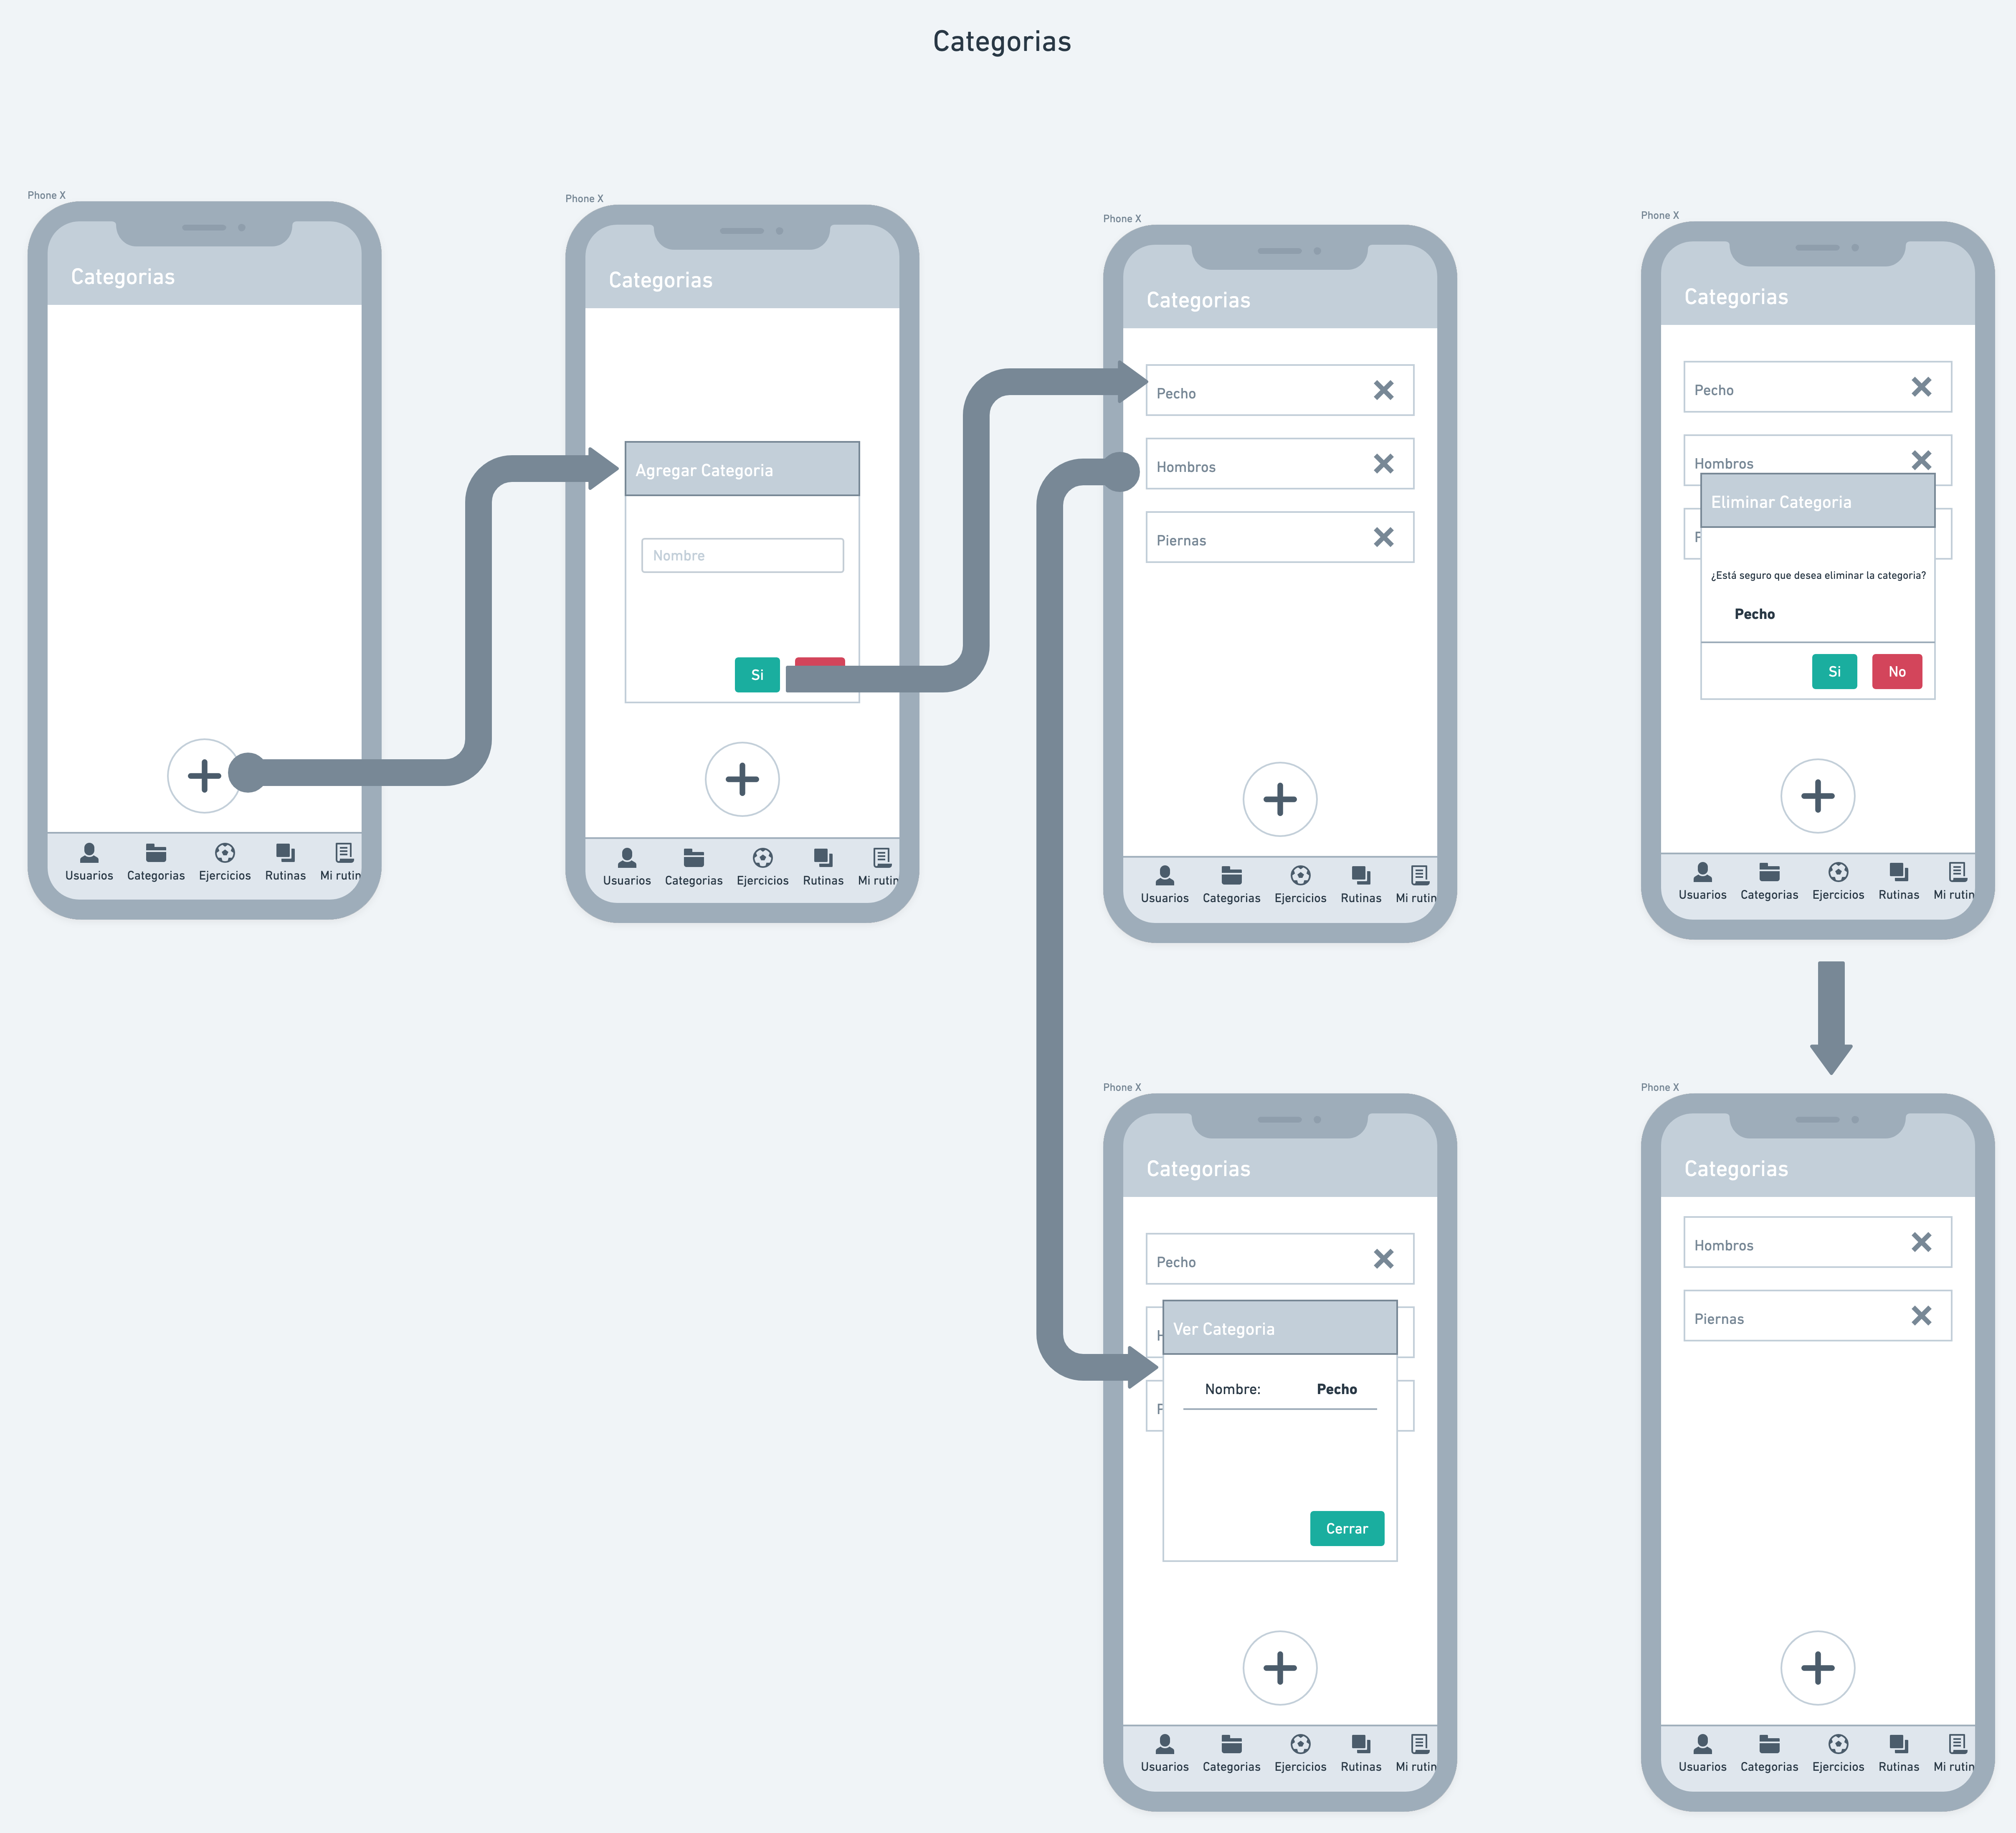 Categorias
Phone X
Categorias
Usuarios Categorias Ejercicios Rutinas Mi rutin
Phone X
Categorias
Agregar Categoria
Nombre
Si
Usuarios Categorias Ejercicios Rutinas Mi rutin
Phone X
Categorias
Pecho
Hombros
Piernas
Usuarios Categorias Ejercicios Rutinas Mi rutin
Phone X
Categorias
Pecho
Hombros
Eliminar Categoria
¿Está seguro que desea eliminar la categoria?
Pecho
Si No
Usuarios Categorias Ejercicios Rutinas Mi rutin
Phone X
Categorias
Pecho
Ver Categoria
Nombre: Pecho
Cerrar
Usuarios Categorias Ejercicios Rutinas Mi rutin
Phone X
Categorias
Hombros
Piernas
Usuarios Categorias Ejercicios Rutinas Mi rutin